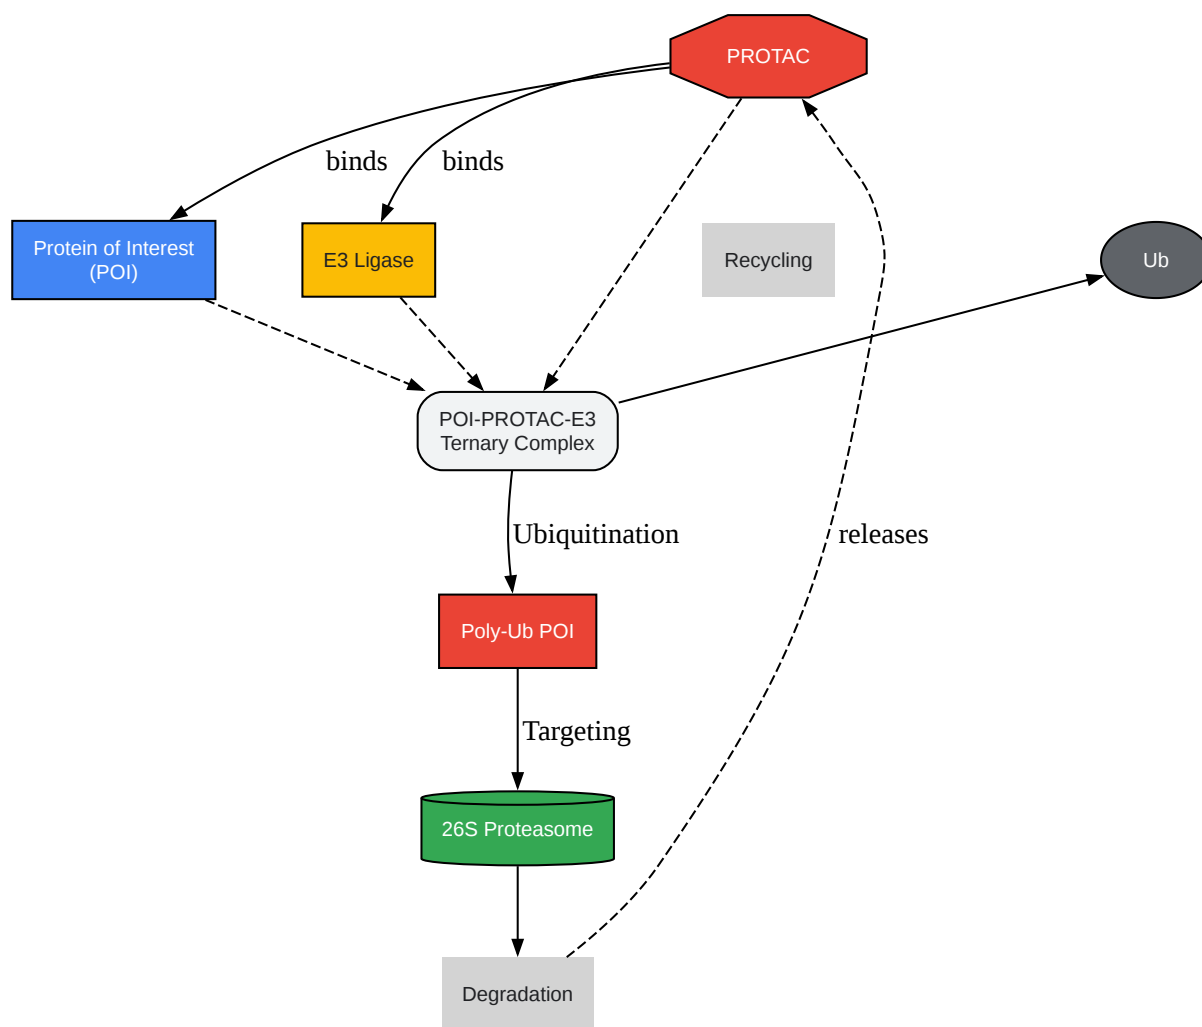 PROTAC
binds
binds
Protein of Interest
(POI)
E3 Ligase
Recycling
Ub
POI-PROTAC-E3
Ternary Complex
Ubiquitination
releases
Poly-Ub POI
Targeting
26S Proteasome
Degradation